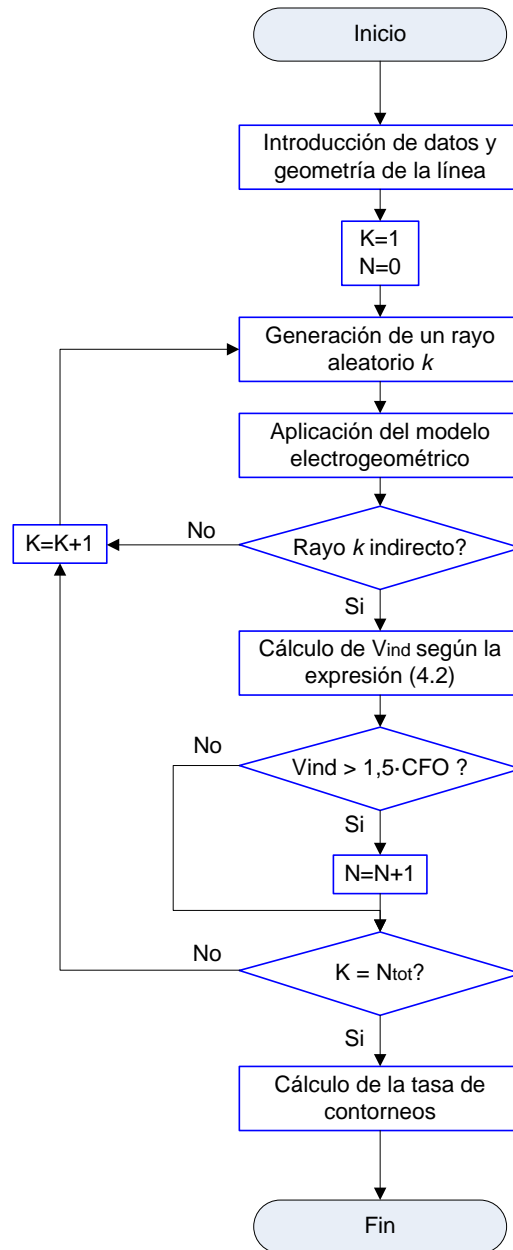 Inicio
Introducción de datos y
geometría de la línea
K=1
N=0
Generación de un rayo
aleatorio k
Aplicación del modelo
electrogeométrico
No
K=K+1
Rayo k indirecto?
Si
Cálculo de Vind según la
expresión (4.2)
No
Vind > 1,5·CFO ?
Si
N=N+1
No
K = Ntot?
Si
Cálculo de la tasa de
contorneos
Fin